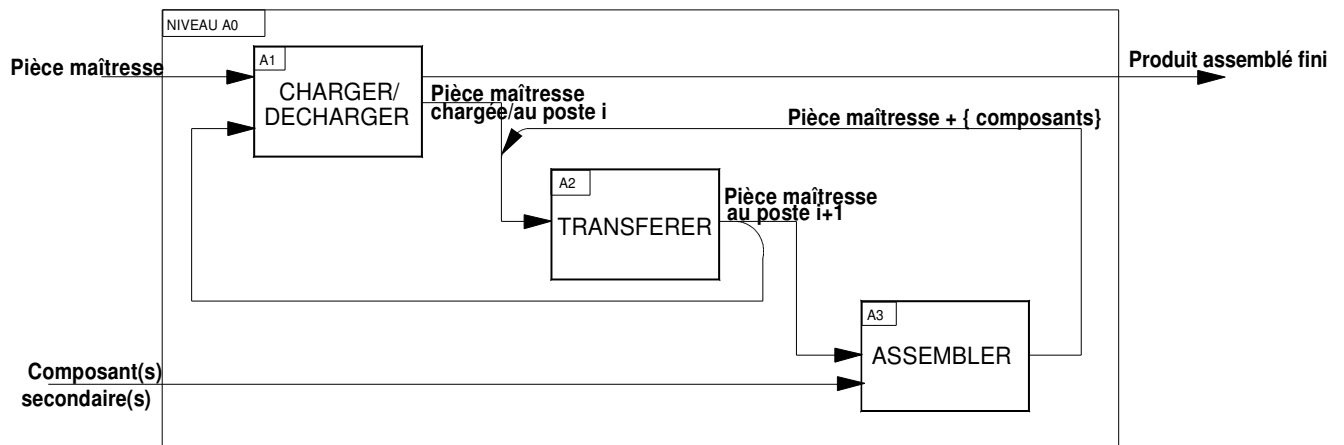 NIVEAU A0
A1
Pièce maîtresse
CHARGER/
DECHARGER
Produit assemblé fini
Pièce maîtresse
chargée/au poste i
Pièce maîtresse + { composants}
A2
TRANSFERER
Pièce maîtresse
au poste i+1
A3
ASSEMBLER
Composant(s)
secondaire(s)